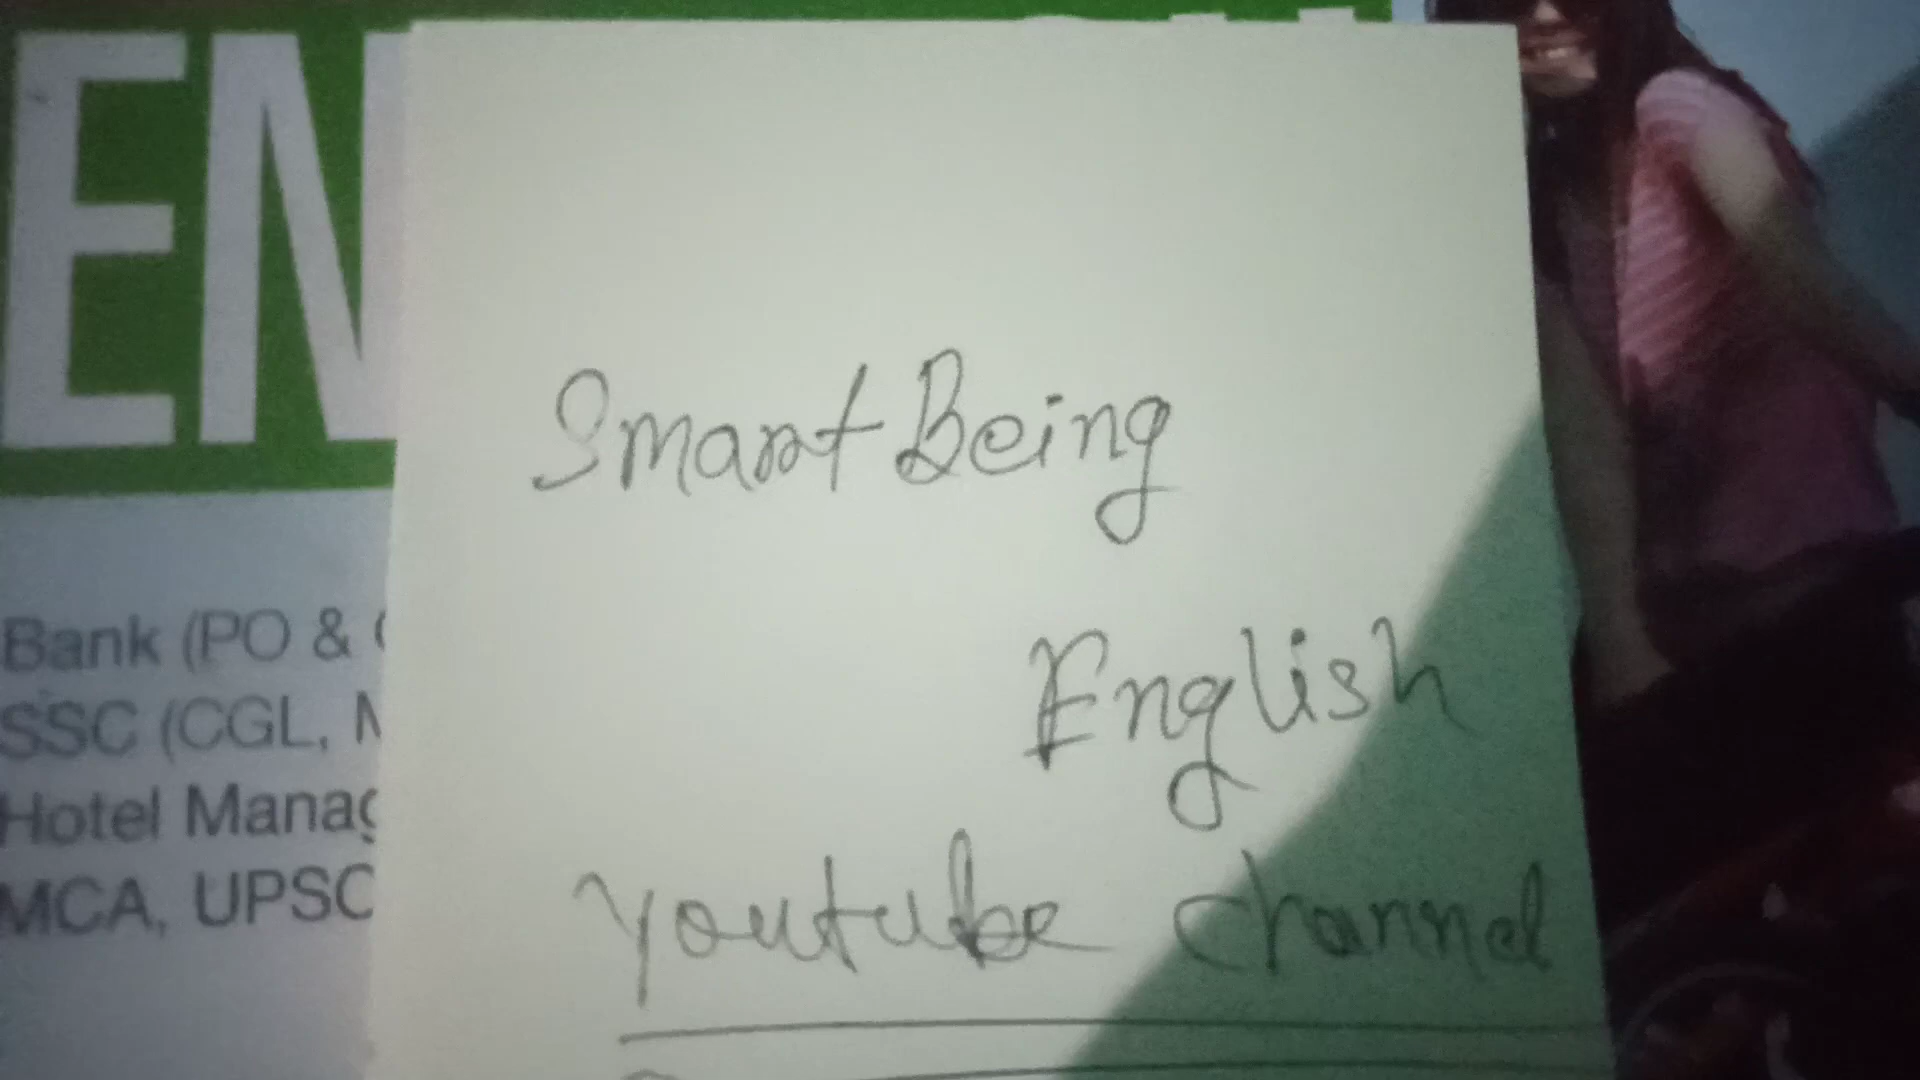 EN
Smart Being
English
youtube channel
Bank (PO &
SSC (CGL,
Hotel Manag
MCA, UPSC